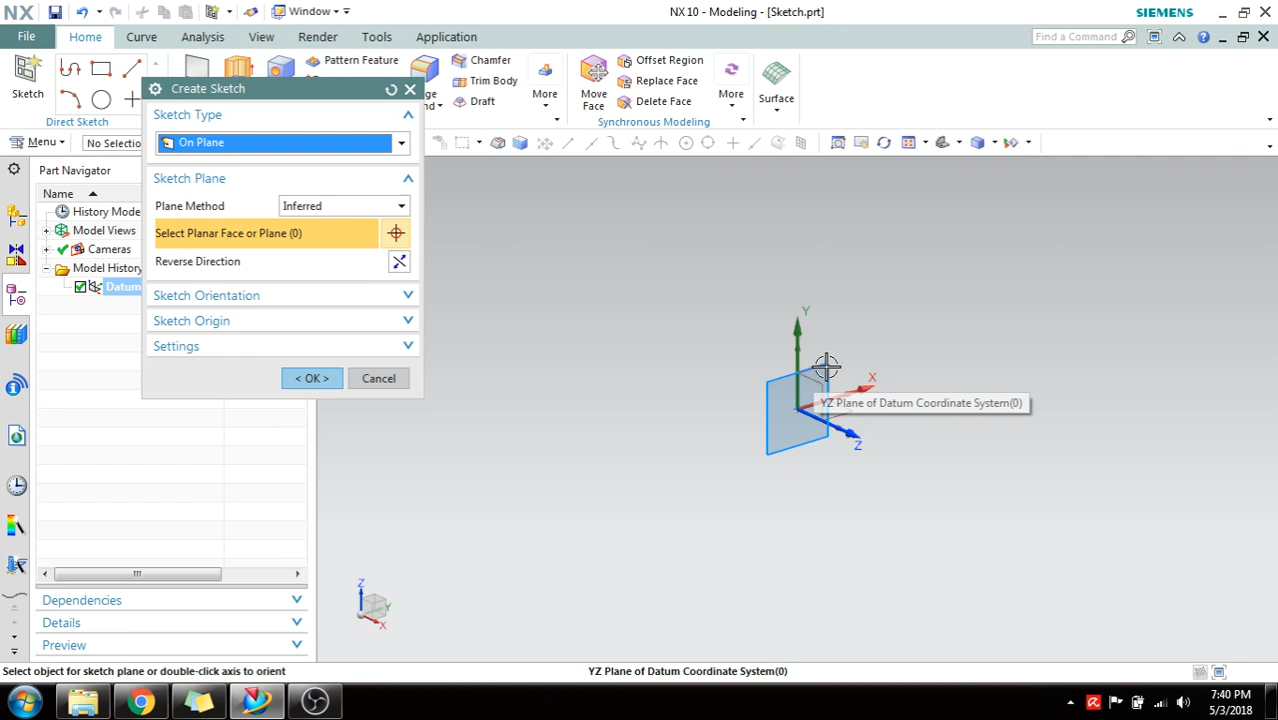 NX
Window
NX 10 - Modeling - [Sketch.prt]
SIEMENS
File
Home
Curve
Analysis
View
Render
Tools
Application
Find a Command
Sketch
Direct Sketch
Pattern Feature
Chamfer
Trim Body
Draft
More
Move
Face
Offset Region
Replace Face
Delete Face
More
Surface
Synchronous Modeling
Menu
No Selectio
Create Sketch
Sketch Type
On Plane
Sketch Plane
Plane Method
Inferred
Select Planar Face or Plane (0)
Reverse Direction
Sketch Orientation
Sketch Origin
Settings
< OK >
Cancel
Part Navigator
Name
History Mode
Model Views
Cameras
Model History
Datum
Dependencies
Details
Preview
Y
X
YZ Plane of Datum Coordinate System(0)
Z
Z
Y
X
Select object for sketch plane or double-click axis to orient
YZ Plane of Datum Coordinate System(0)
7:40 PM
5/3/2018